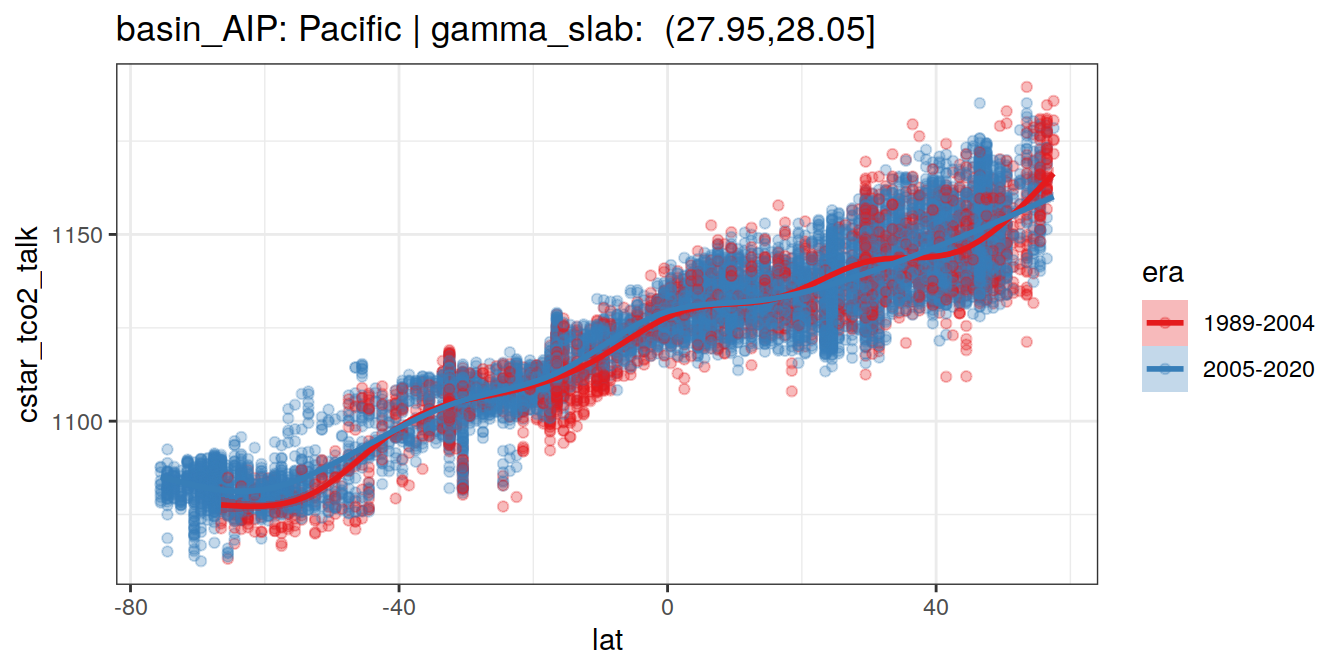 basin_AIP: Pacific | gamma_slab:  (27.95,28.05]
cstar_tco2_talk
1150
1100
-80
-40
0
40
lat
era
1989-2004
2005-2020